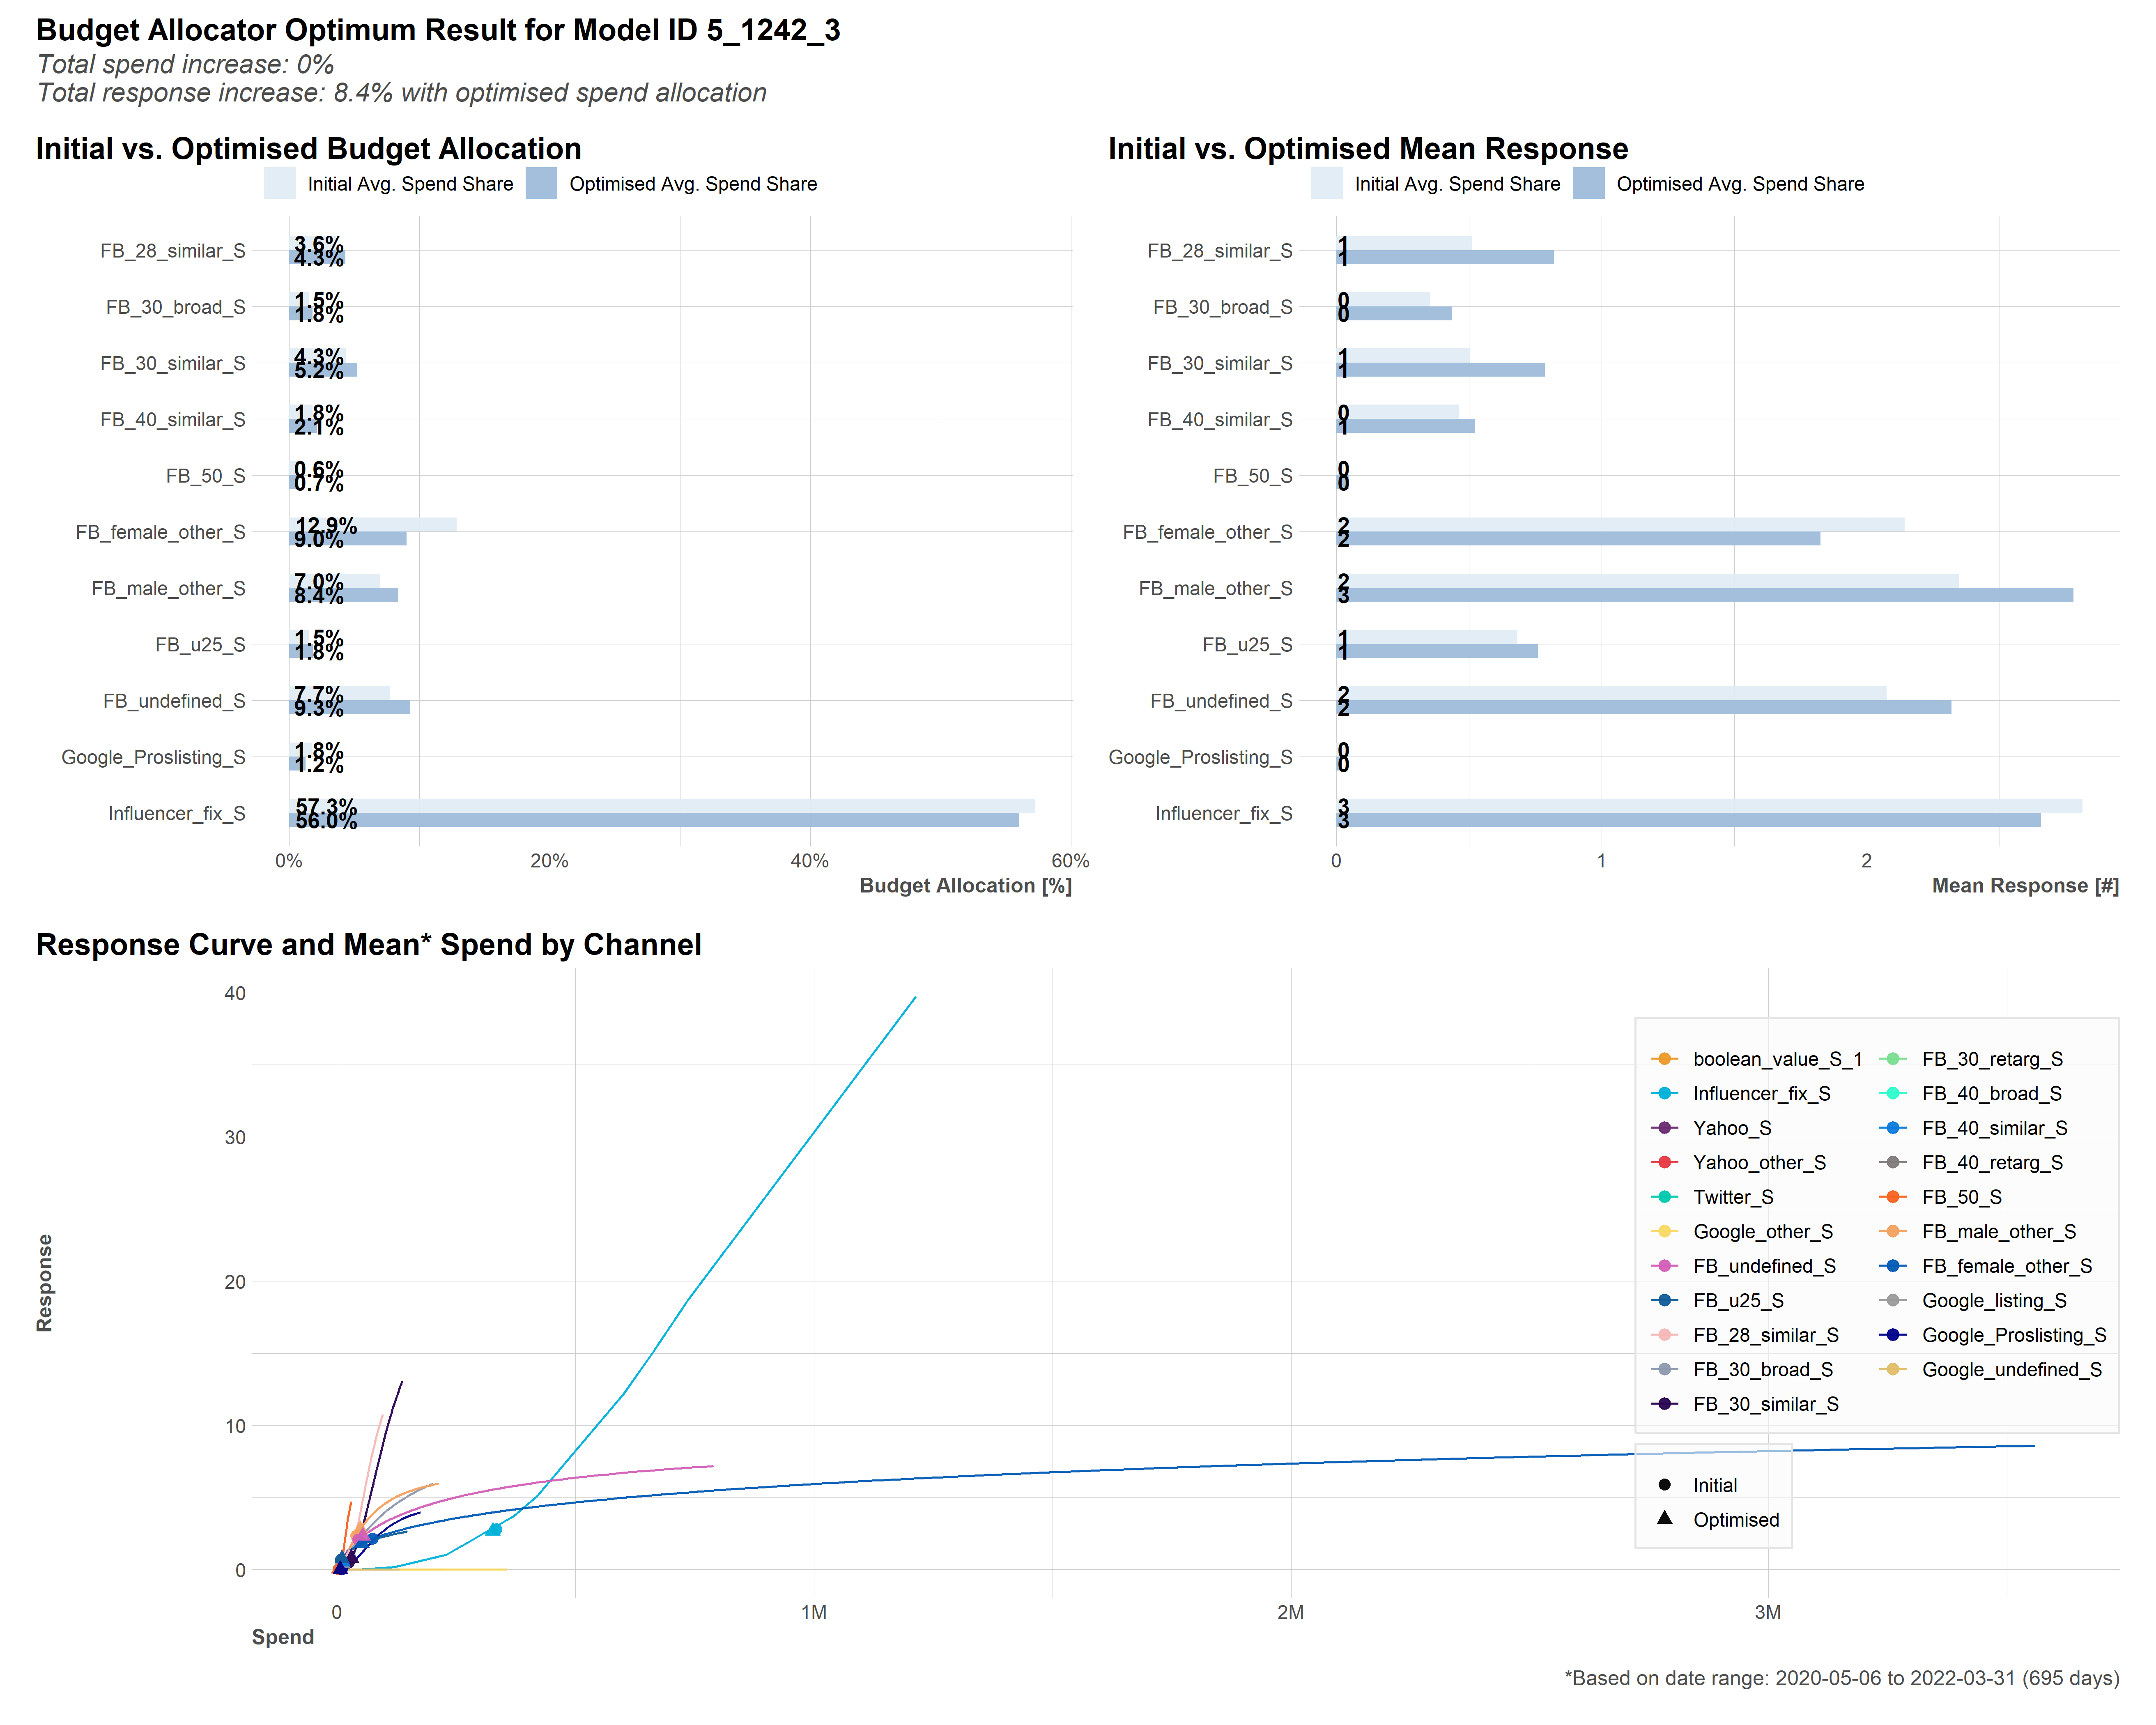 Budget Allocator Optimum Result for Model ID 5_1242_3
Total spend increase: 0%
Total response increase: 8.4% with optimised spend allocation
Initial vs. Optimised Budget Allocation
Initial Avg. Spend Share
Optimised Avg. Spend Share
FB_28_similar_S
3.6%
4.3%
FB_30_broad_S
1.5%
1.8%
FB_30_similar_S
4.3%
5.2%
FB_40_similar_S
1.8%
2.1%
FB_50_S
0.6%
0.7%
FB_female_other_S
12.9%
9.0%
FB_male_other_S
7.0%
8.4%
FB_u25_S
1.5%
1.8%
FB_undefined_S
7.7%
9.3%
Google_Proslisting_S
1.8%
1.2%
Influencer_fix_S
57.3%
56.0%
0%
20%
40%
60%
Budget Allocation [%]
Initial vs. Optimised Mean Response
Initial Avg. Spend Share
Optimised Avg. Spend Share
FB_28_similar_S
1
1
FB_30_broad_S
0
0
FB_30_similar_S
1
1
FB_40_similar_S
0
1
FB_50_S
0
0
FB_female_other_S
2
2
FB_male_other_S
2
3
FB_u25_S
1
1
FB_undefined_S
2
2
Google_Proslisting_S
0
0
Influencer_fix_S
3
3
0
1
2
Mean Response [#]
Response Curve and Mean* Spend by Channel
Response
40
30
20
10
0
0
1M
2M
3M
Spend
boolean_value_S_1
Influencer_fix_S
Yahoo_S
Yahoo_other_S
Twitter_S
Google_other_S
FB_undefined_S
FB_u25_S
FB_28_similar_S
FB_30_broad_S
FB_30_similar_S
FB_30_retarg_S
FB_40_broad_S
FB_40_similar_S
FB_40_retarg_S
FB_50_S
FB_male_other_S
FB_female_other_S
Google_listing_S
Google_Proslisting_S
Google_undefined_S
Initial
Optimised
*Based on date range: 2020-05-06 to 2022-03-31 (695 days)